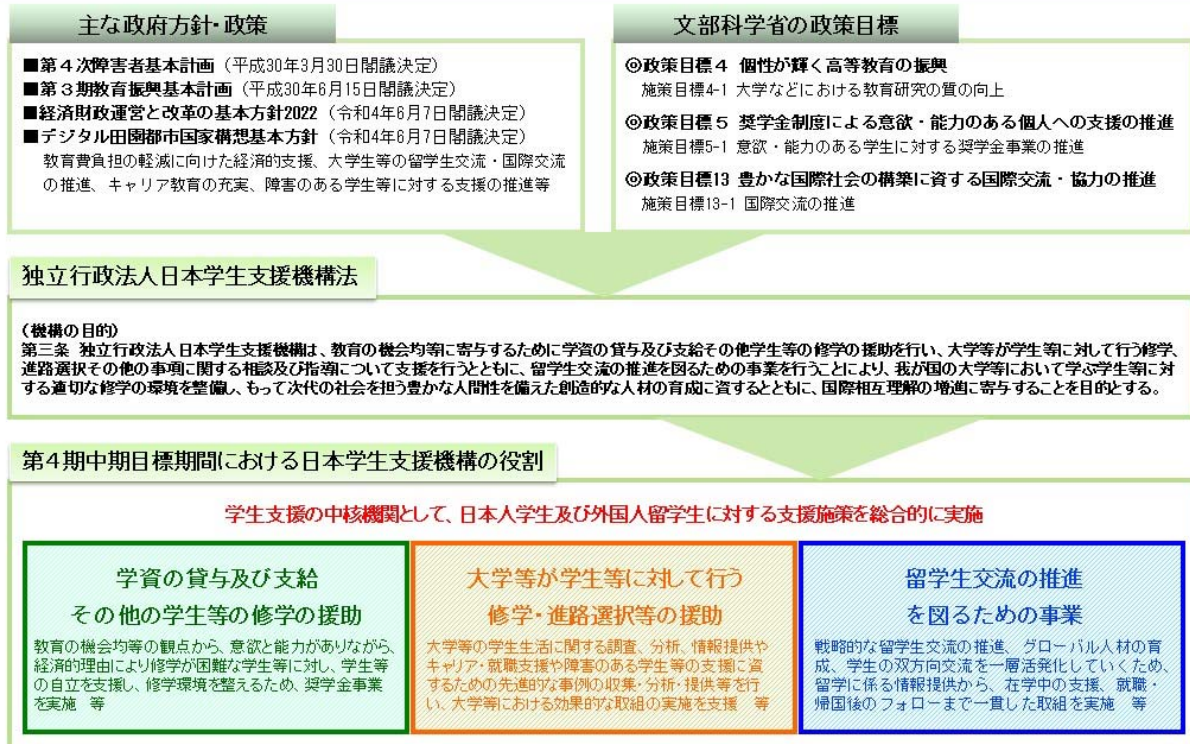 主な政府方針・政策
■第４次障害者基本計画（平成30年3月30日閣議決定）
■第３期教育振興基本計画（平成30年6月15日閣議決定）
■経済財政運営と改革の基本方針2022（令和4年6月7日閣議決定）
■デジタル田園都市国家構想基本方針（令和4年6月7日閣議決定）
教育費負担の軽減に向けた経済的支援、大学生等の留学生交流・国際交流
の推進、キャリア教育の充実、障害のある学生等に対する支援の推進等
文部科学省の政策目標
◎政策目標４ 個性が輝く高等教育の振興
施策目標4-1 大学などにおける教育研究の質の向上
◎政策目標５ 奨学金制度による意欲・能力のある個人への支援の推進
施策目標5-1 意欲・能力のある学生に対する奨学金事業の推進
◎政策目標13 豊かな国際社会の構築に資する国際交流・協力の推進
施策目標13-1 国際交流の推進
独立行政法人日本学生支援機構法
（機構の目的）
第三条 独立行政法人日本学生支援機構は、教育の機会均等に寄与するために学資の貸与及び支給その他学生等の修学の援助を行い、大学等が学生等に対して行う修学、
進路選択その他の事項に関する相談及び指導について支援を行うとともに、留学生交流の推進を図るための事業を行うことにより、我が国の大学等において学ぶ学生等に対
する適切な修学の環境を整備し、もって次代の社会を担う豊かな人間性を備えた創造的な人材の育成に資するとともに、国際相互理解の増進に寄与することを目的とする。
第４期中期目標期間における日本学生支援機構の役割
学生支援の中核機関として、日本人学生及び外国人留学生に対する支援施策を総合的に実施
学資の貸与及び支給
その他の学生等の修学の援助
教育の機会均等の観点から、意欲と能力がありながら、
経済的理由により修学が困難な学生等に対し、学生等
の自立を支援し、修学環境を整えるため、奨学金事業
を実施　等
大学等が学生等に対して行う
修学・進路選択等の援助
大学等の学生生活に関する調査、分析、情報提供や
キャリア・就職支援や障害のある学生等の支援に資
するための先進的な事例の収集・分析・提供等を行
い、大学等における効果的な取組の実施を支援　等
留学生交流の推進
を図るための事業
戦略的な留学生交流の推進、グローバル人材の育
成、学生の双方向交流を一層活発化していくため、
留学に係る情報提供から、在学中の支援、就職・
帰国後のフォローまで一貫した取組を実施　等